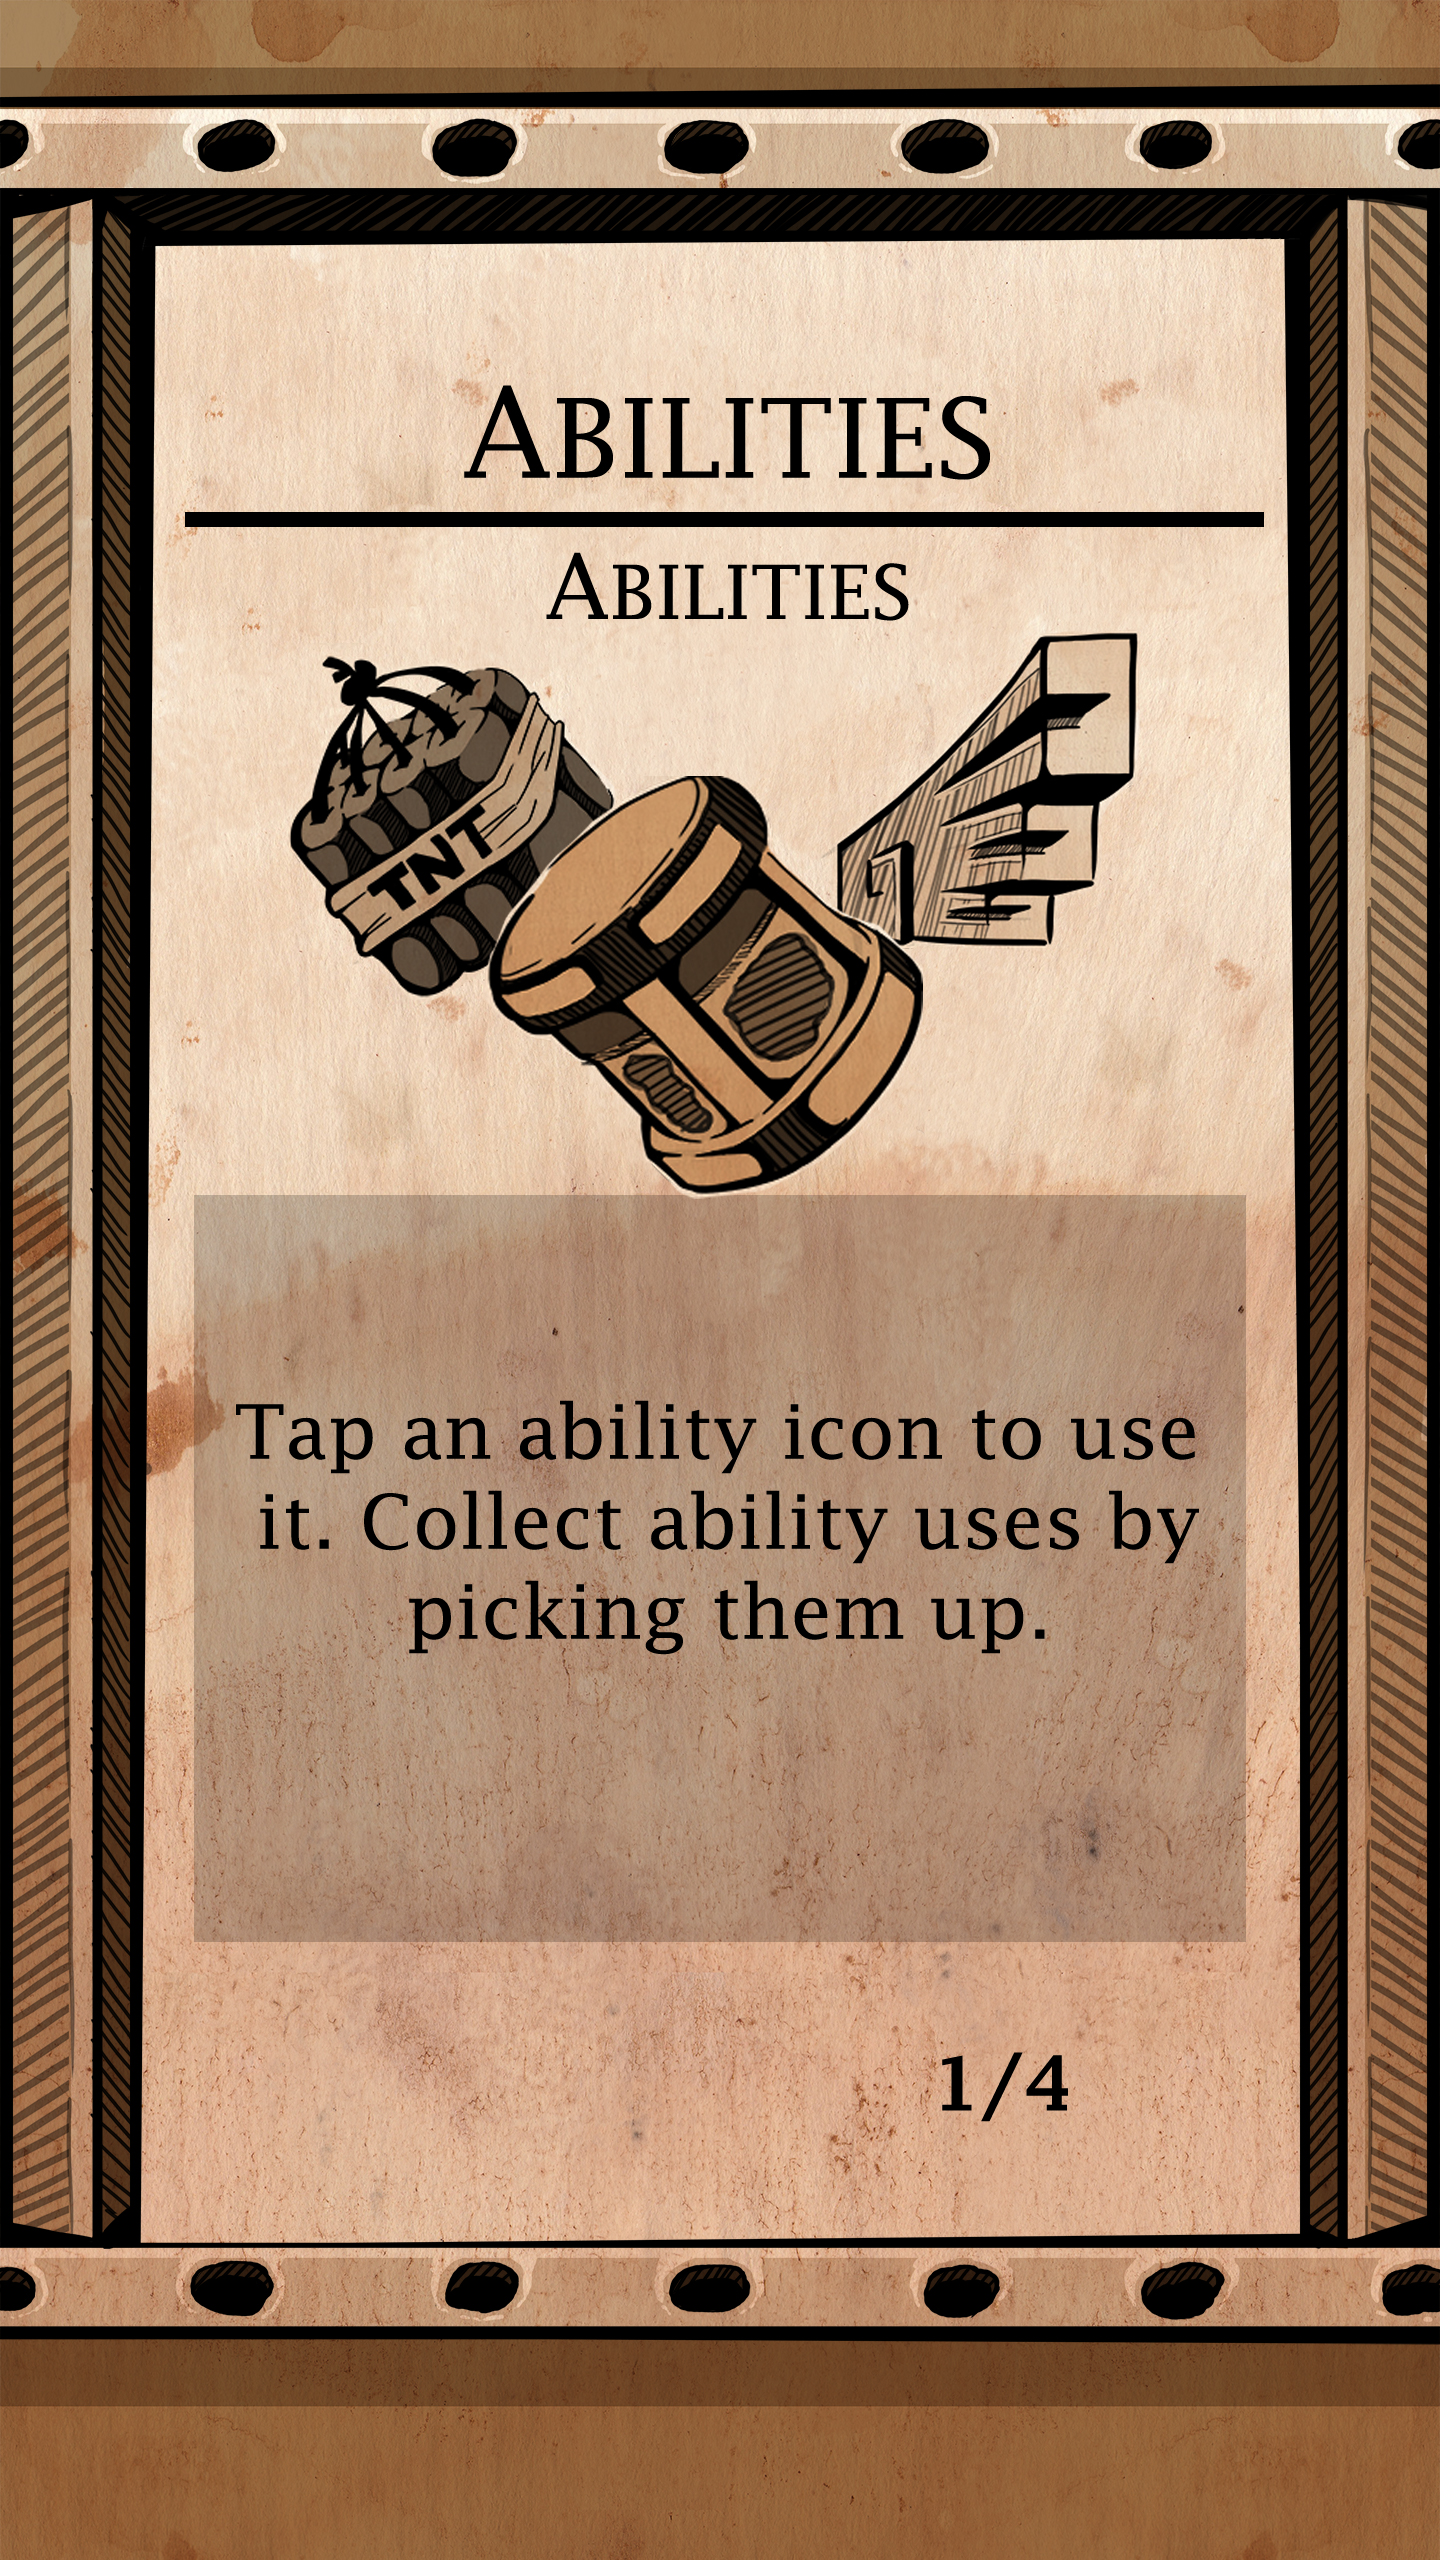 Abilities
Abilities
TNT
Tap an ability icon to use
it. Collect ability uses by
picking them up.
1/4